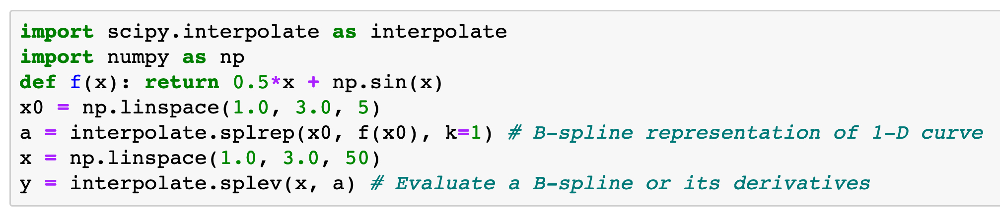 import scipy.interpolate as interpolate
import numpy as np
def f(x): return 0.5*x + np.sin(x)
x0 = np.linspace(1.0, 3.0, 5)
a = interpolate.splrep(x0, f(x0), k=1) # B-spline representation of 1-D curve
x = np.linspace(1.0, 3.0, 50)
y = interpolate.splev(x, a) # Evaluate a B-spline or its derivatives